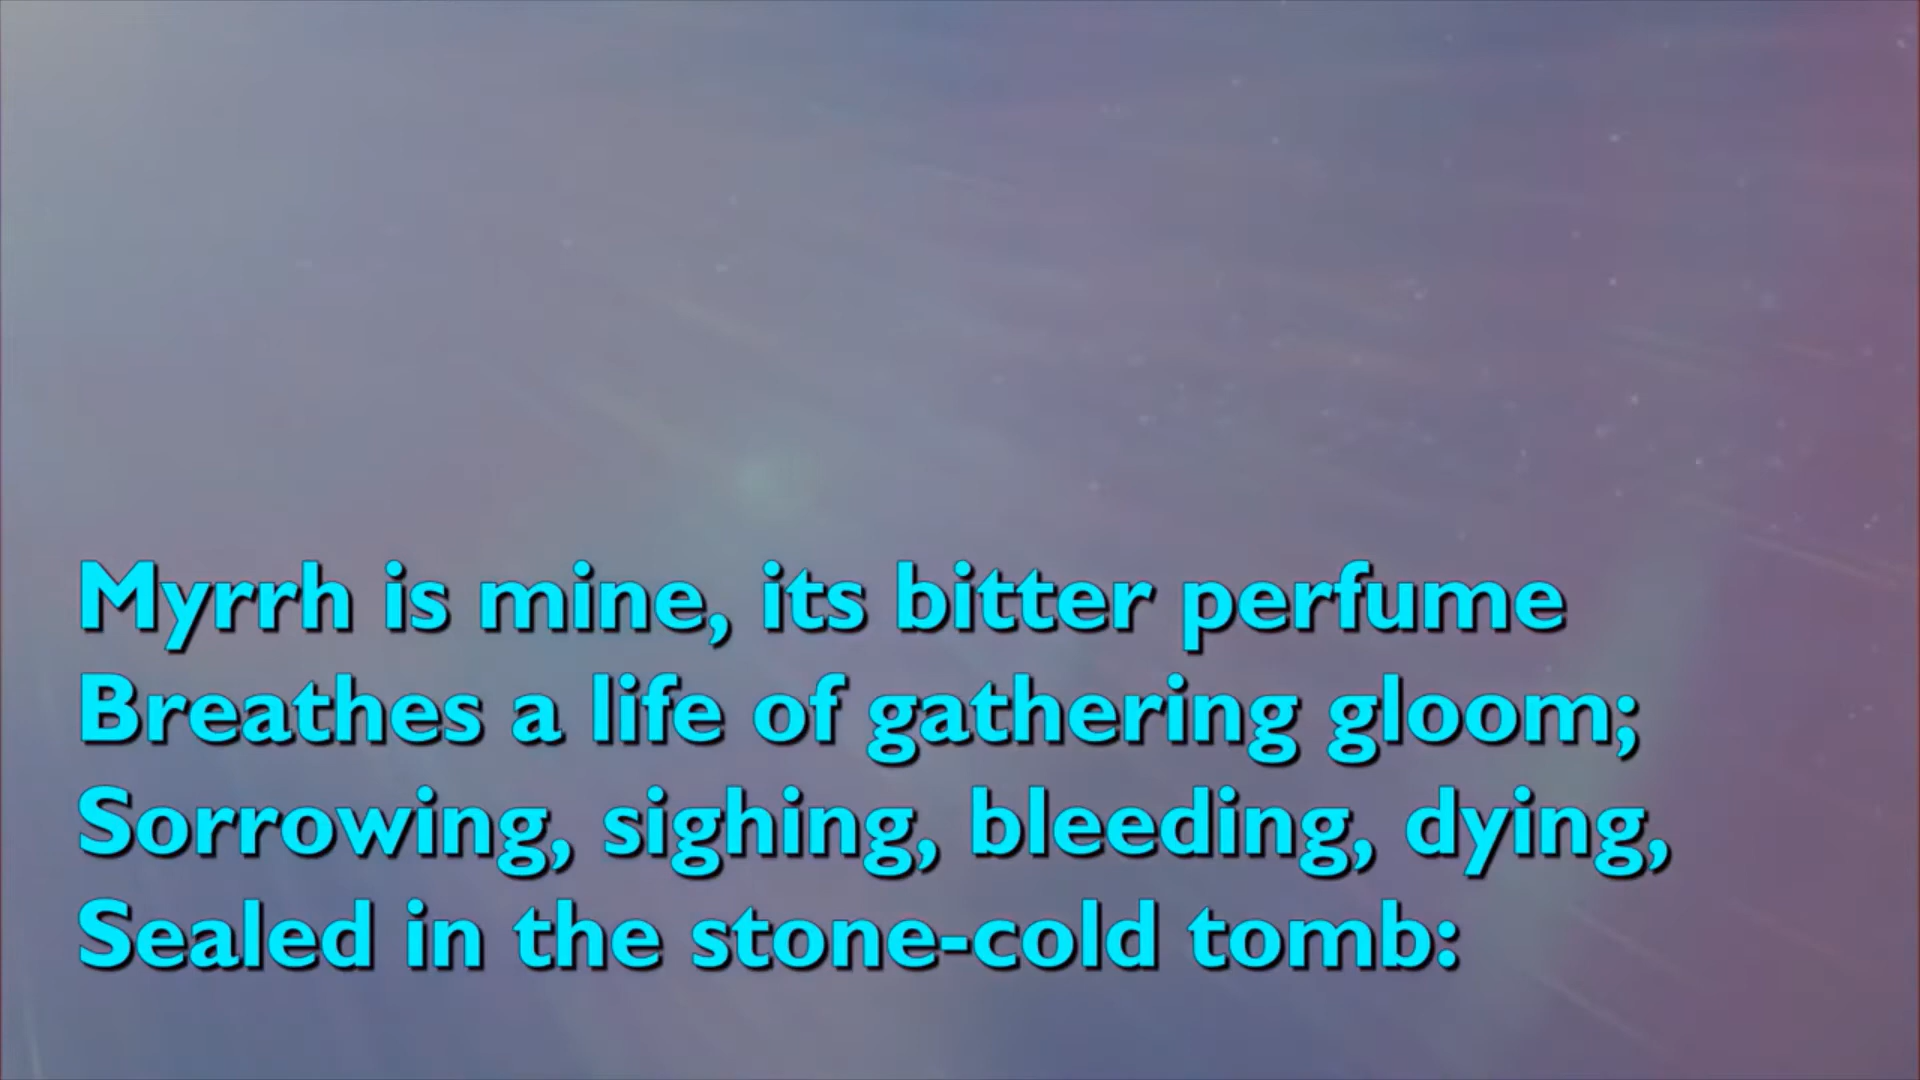 Myrrh is mine, its bitter perfume
Breathes a life of gathering gloom;
Sorrowing, sighing, bleeding, dying,
Sealed in the stone-cold tomb: